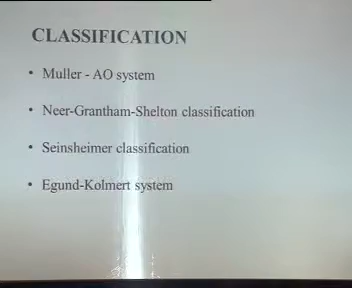 CLASSIFICATION
• Muller - AO system
• Neer-Grantham-Shelton classification
• Seinsheimer classification
• Egund-Kolmert system